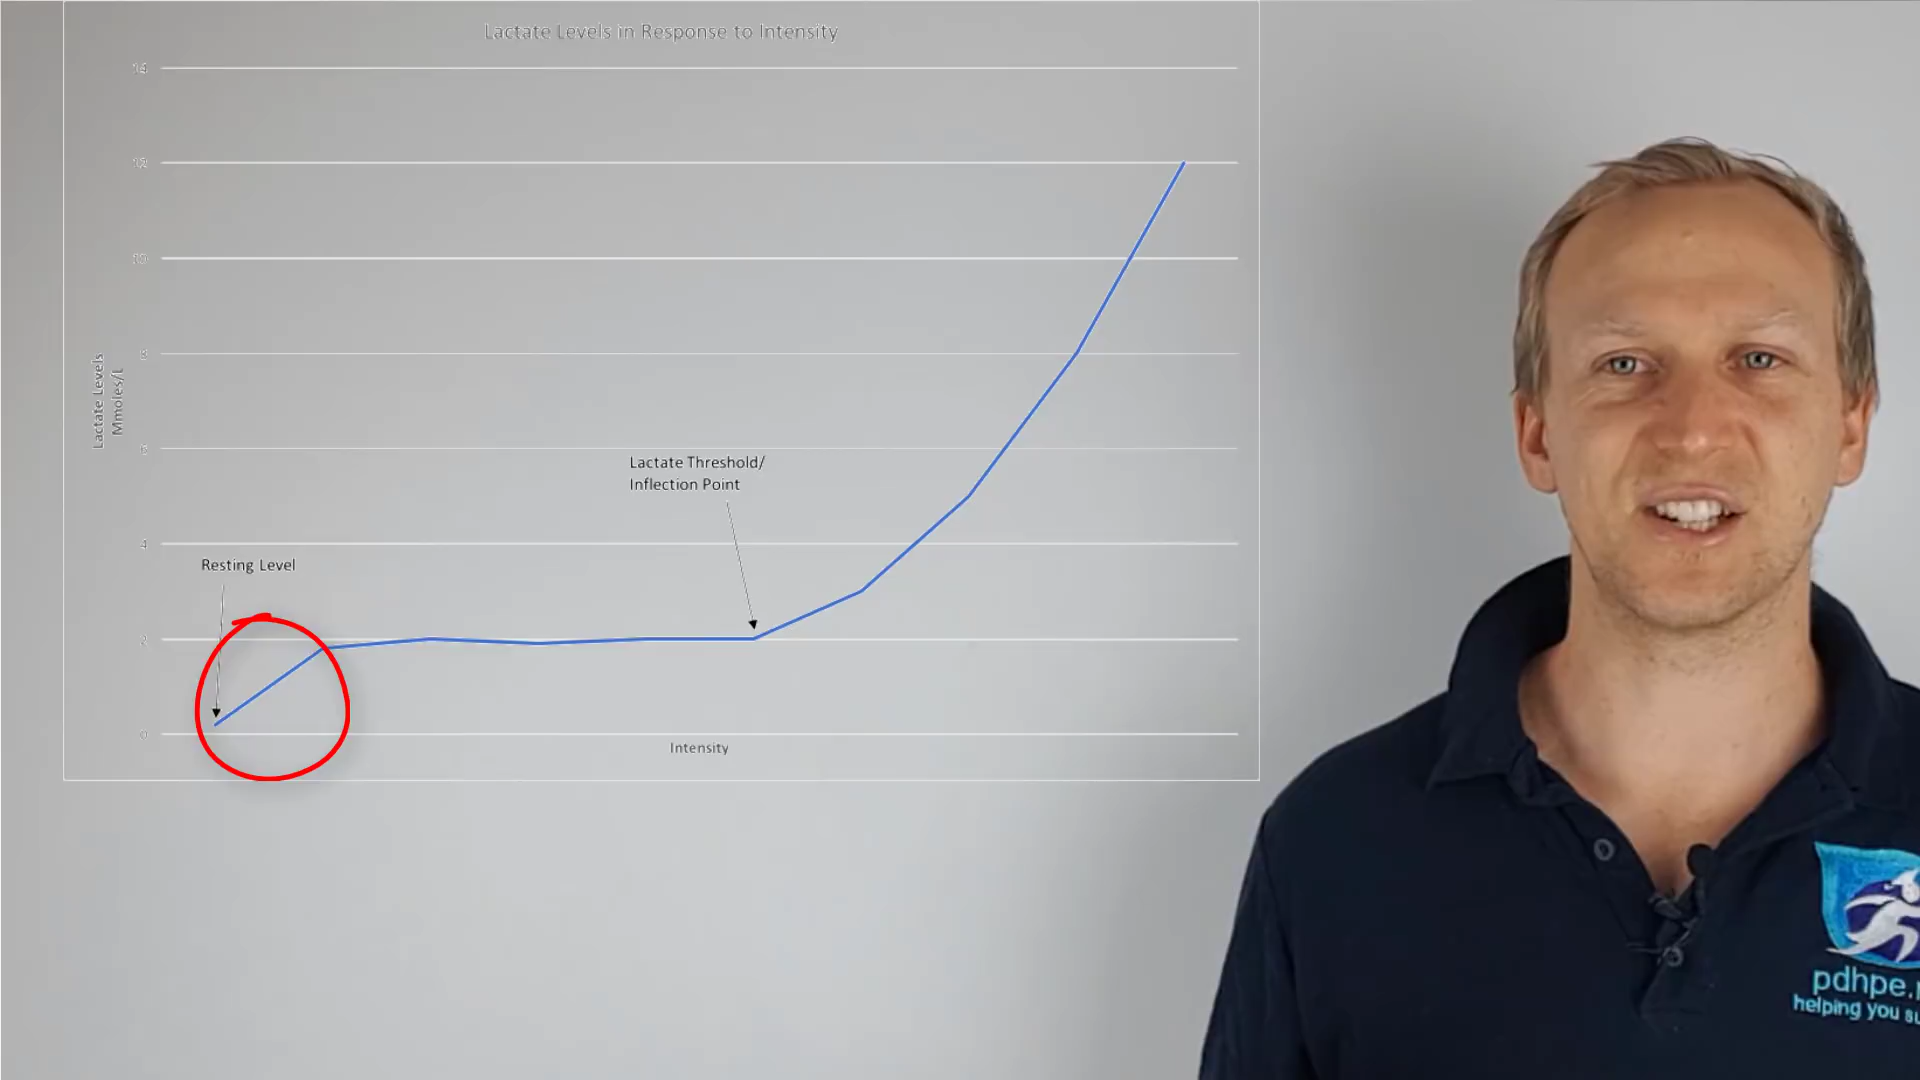 Lactate Levels in Response to Intensity
14
12
10
8
6
4
2
0
Lactate Levels
Mmoles/L
Lactate Threshold/
Inflection Point
Resting Level
Intensity
pdhpe.
helping you su